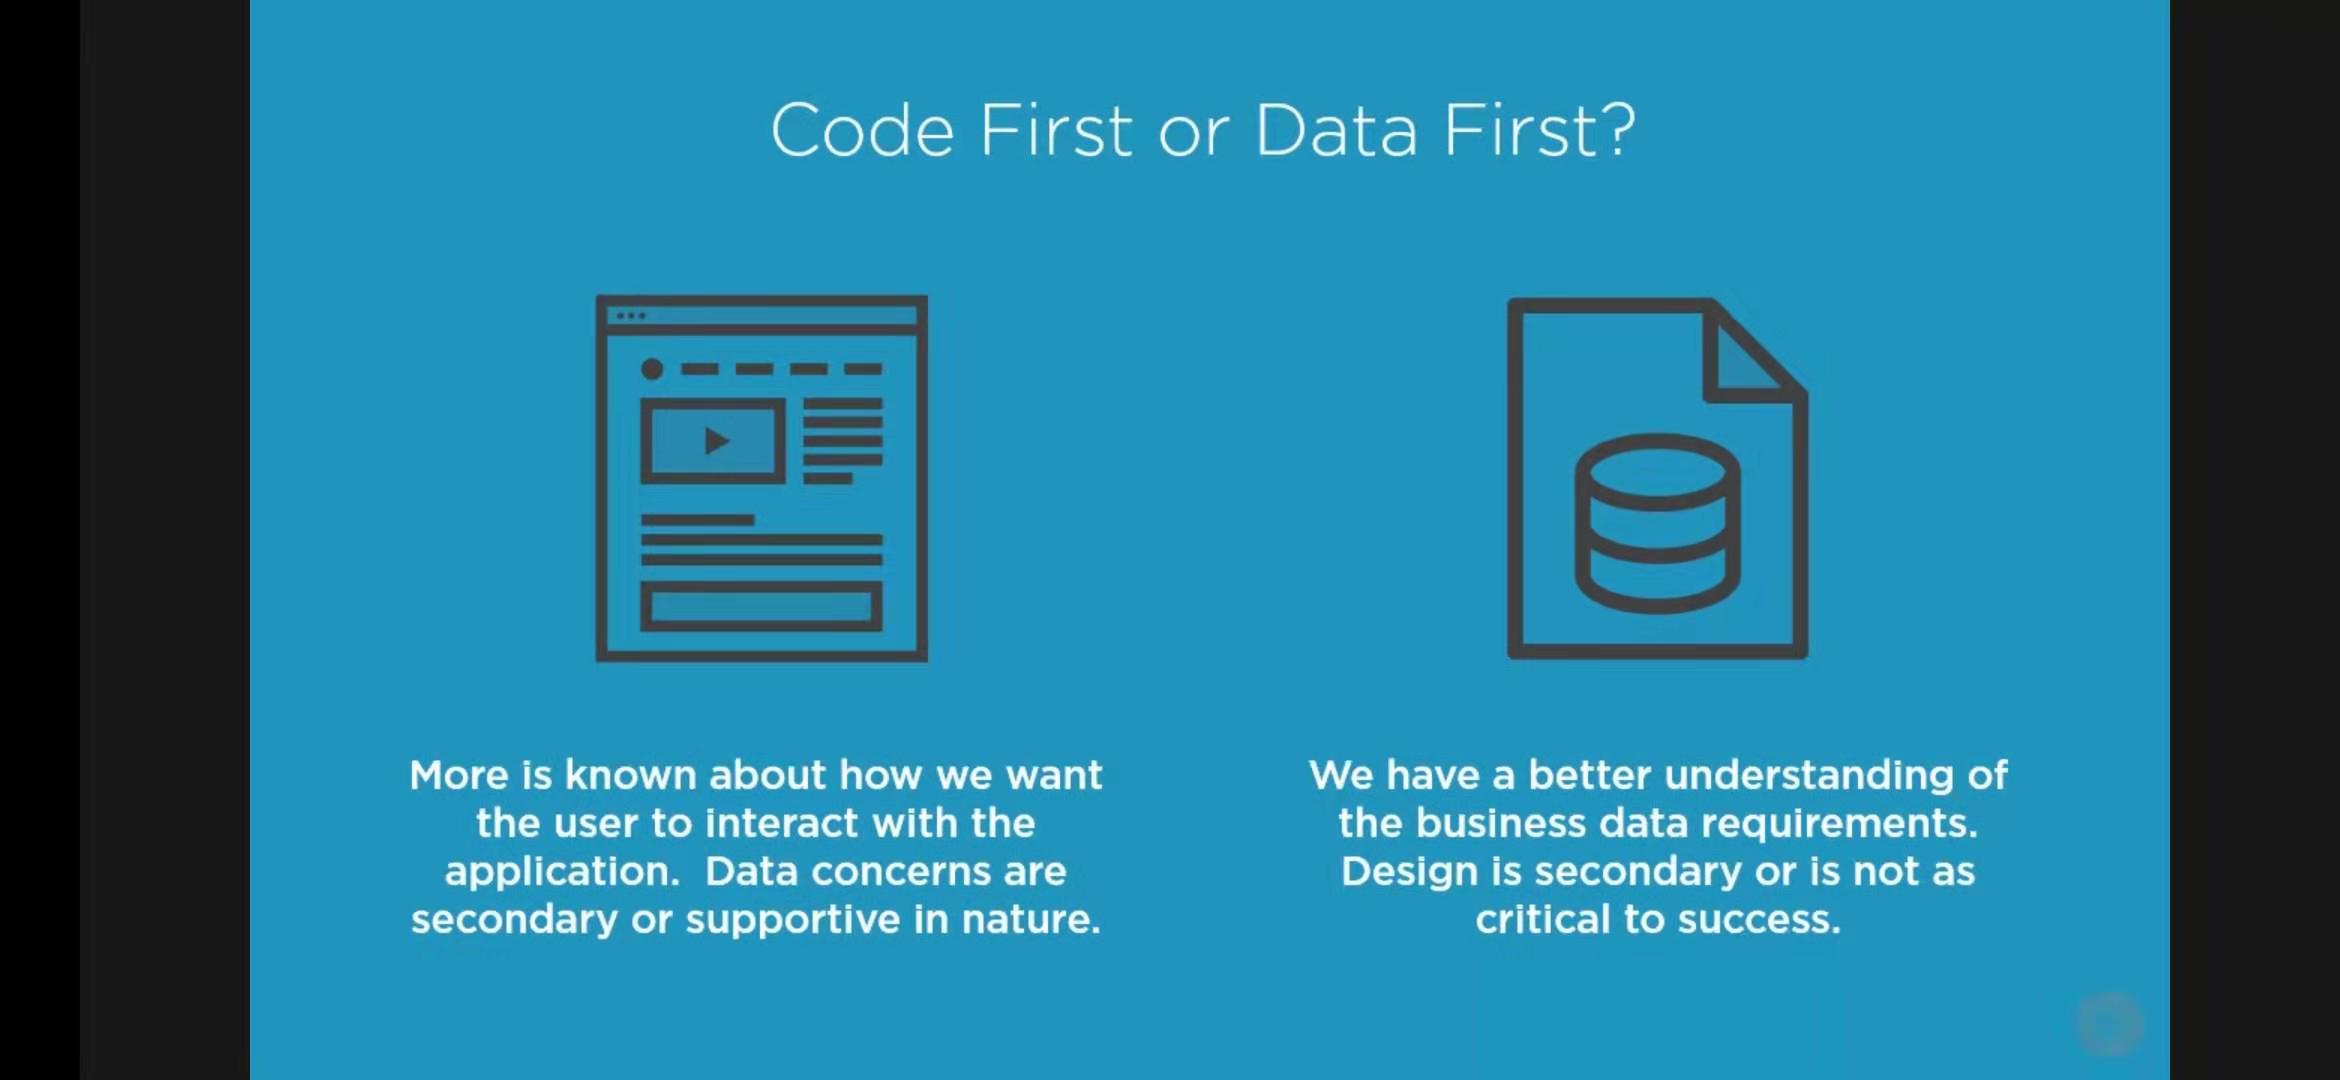 Code First or Data First?
More is known about how we want
the user to interact with the
application.  Data concerns are
secondary or supportive in nature.
We have a better understanding of
the business data requirements.
Design is secondary or is not as
critical to success.